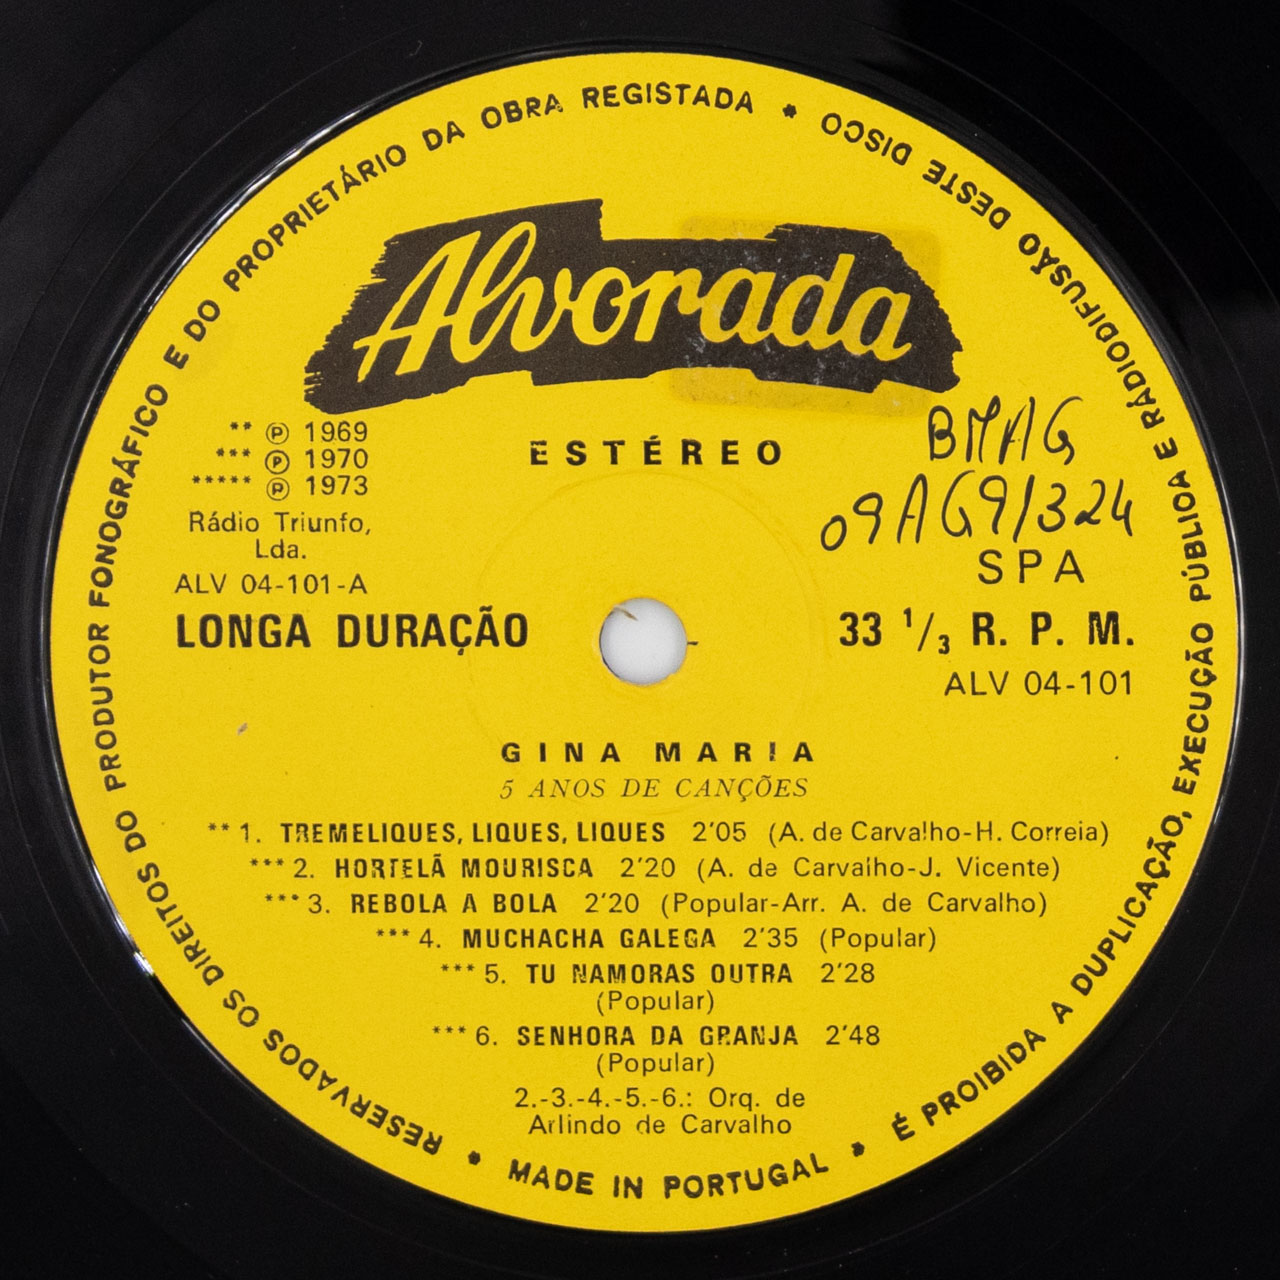 RESERVADOS OS DIREITOS DO PRODUTOR FONOGRÁFICO E DO PROPRIETÁRIO DA OBRA REGISTADA * É PROIBIDA A DUPLICAÇÃO, EXECUÇÃO PÚBLICA E RÁDIODIFUSÃO DESTE DISCO *
Alvorada
** ℗ 1969
*** ℗ 1970
***** ℗ 1973
Rádio Triunfo,
Lda.
ALV 04-101-A
LONGA DURAÇÃO
ESTÉREO
BMAG
09AG91324
SPA
33 1/3 R. P. M.
ALV 04-101
GINA MARIA
5 ANOS DE CANÇÕES
** 1. TREMELIQUES, LIQUES, LIQUES 2'05 (A. de Carvalho-H. Correia)
*** 2. HORTELÃ MOURISCA 2'20 (A. de Carvalho-J. Vicente)
*** 3. REBOLA A BOLA 2'20 (Popular-Arr. A. de Carvalho)
*** 4. MUCHACHA GALEGA 2'35 (Popular)
*** 5. TU NAMORAS OUTRA 2'28
(Popular)
*** 6. SENHORA DA GRANJA 2'48
(Popular)
2.-3.-4.-5.-6.: Orq. de
Arlindo de Carvalho
* MADE IN PORTUGAL *